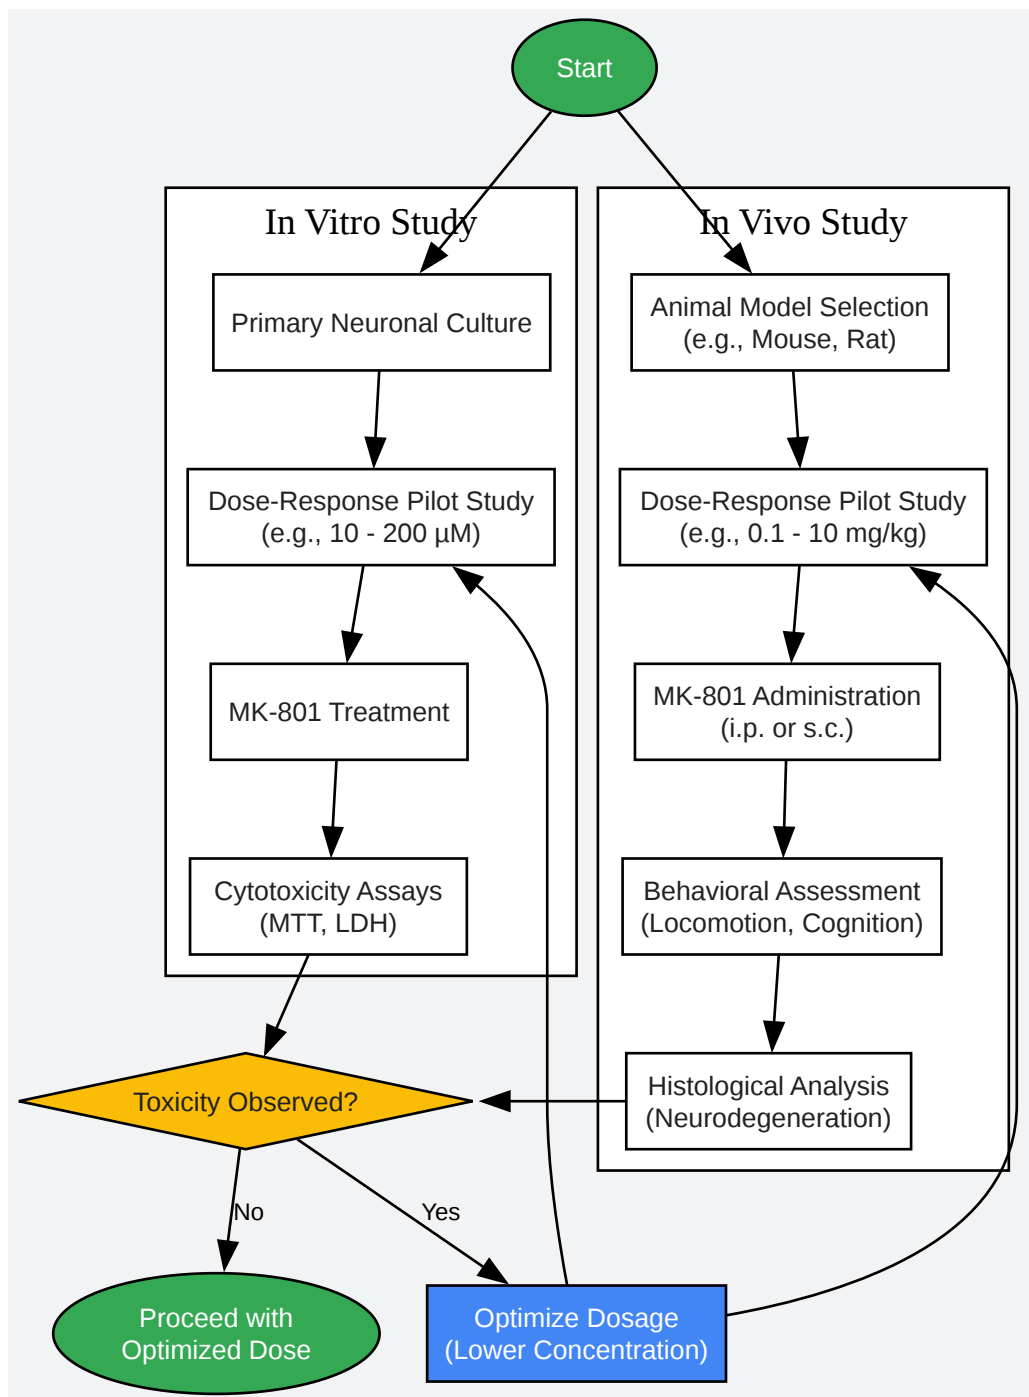 Start
In Vitro Study
Primary Neuronal Culture
Dose-Response Pilot Study
(e.g., 10 - 200 µM)
MK-801 Treatment
Cytotoxicity Assays
(MTT, LDH)
In Vivo Study
Animal Model Selection
(e.g., Mouse, Rat)
Dose-Response Pilot Study
(e.g., 0.1 - 10 mg/kg)
MK-801 Administration
(i.p. or s.c.)
Behavioral Assessment
(Locomotion, Cognition)
Histological Analysis
(Neurodegeneration)
Toxicity Observed?
No
Yes
Proceed with
Optimized Dose
Optimize Dosage
(Lower Concentration)